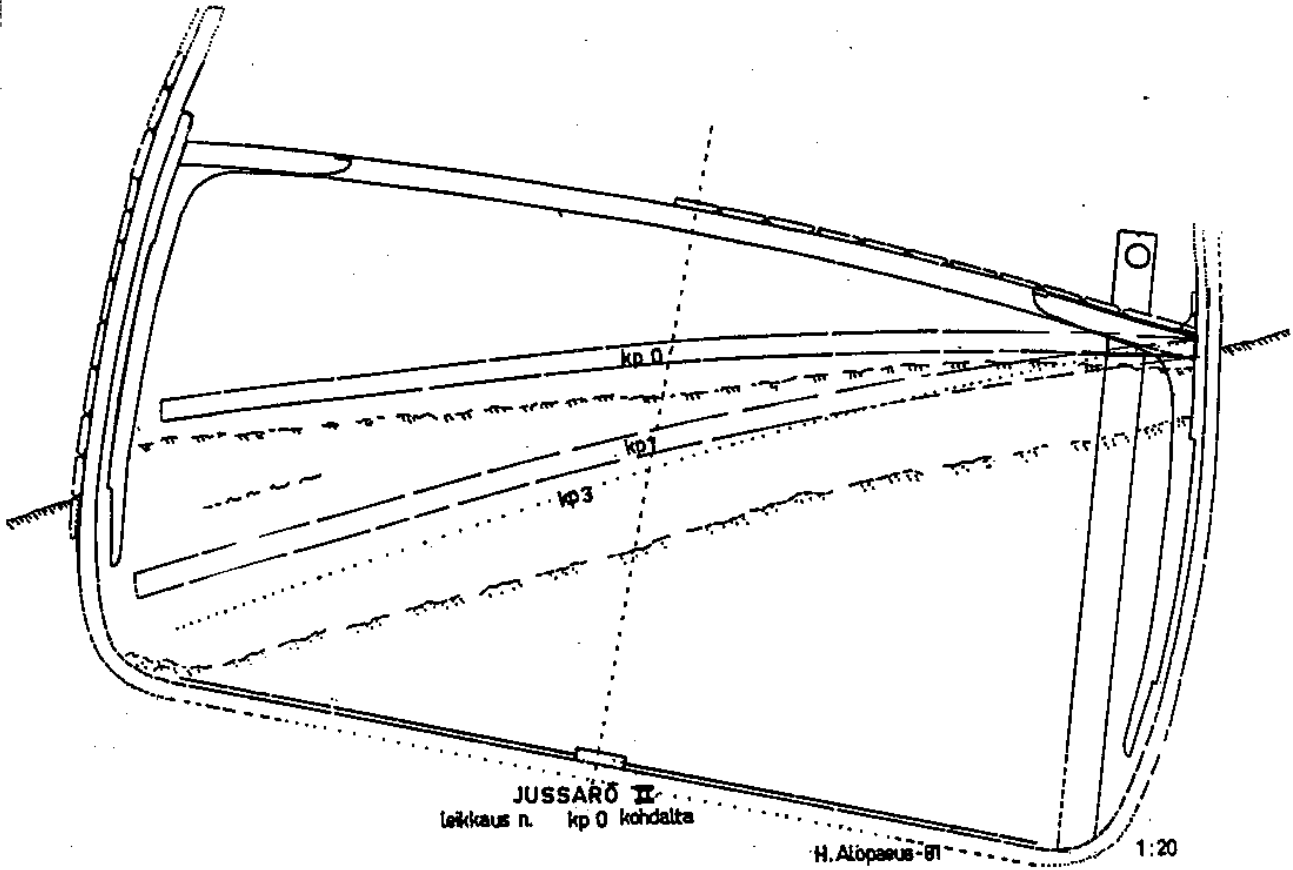 kp 0
kp1
kp3
JUSSARÖ II
leikkaus n. kp 0 kohdalta
H. Alopaeus-81
1:20